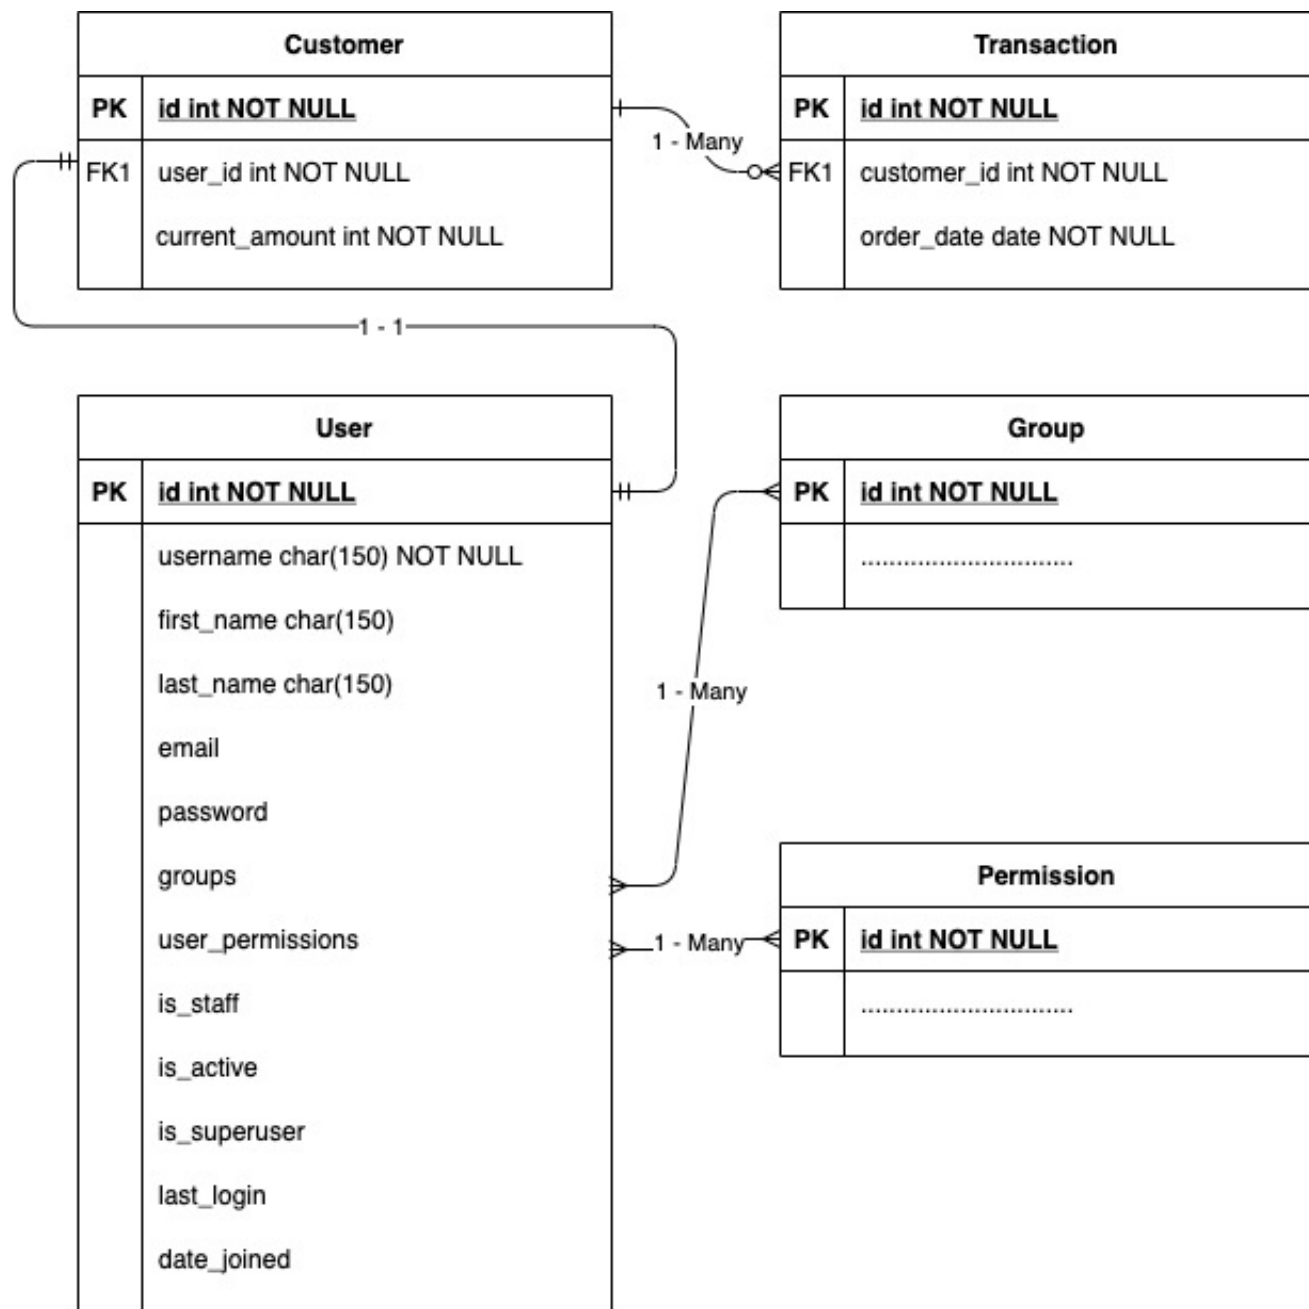 Customer
PK id int NOT NULL
FK1 user_id int NOT NULL
current_amount int NOT NULL
Transaction
PK id int NOT NULL
FK1 customer_id int NOT NULL
order_date date NOT NULL
1 - Many
1 - 1
User
PK id int NOT NULL
username char(150) NOT NULL
first_name char(150)
last_name char(150)
email
password
groups
user_permissions
is_staff
is_active
is_superuser
last_login
date_joined
Group
PK id int NOT NULL
..............................
1 - Many
Permission
PK id int NOT NULL
..............................
1 - Many